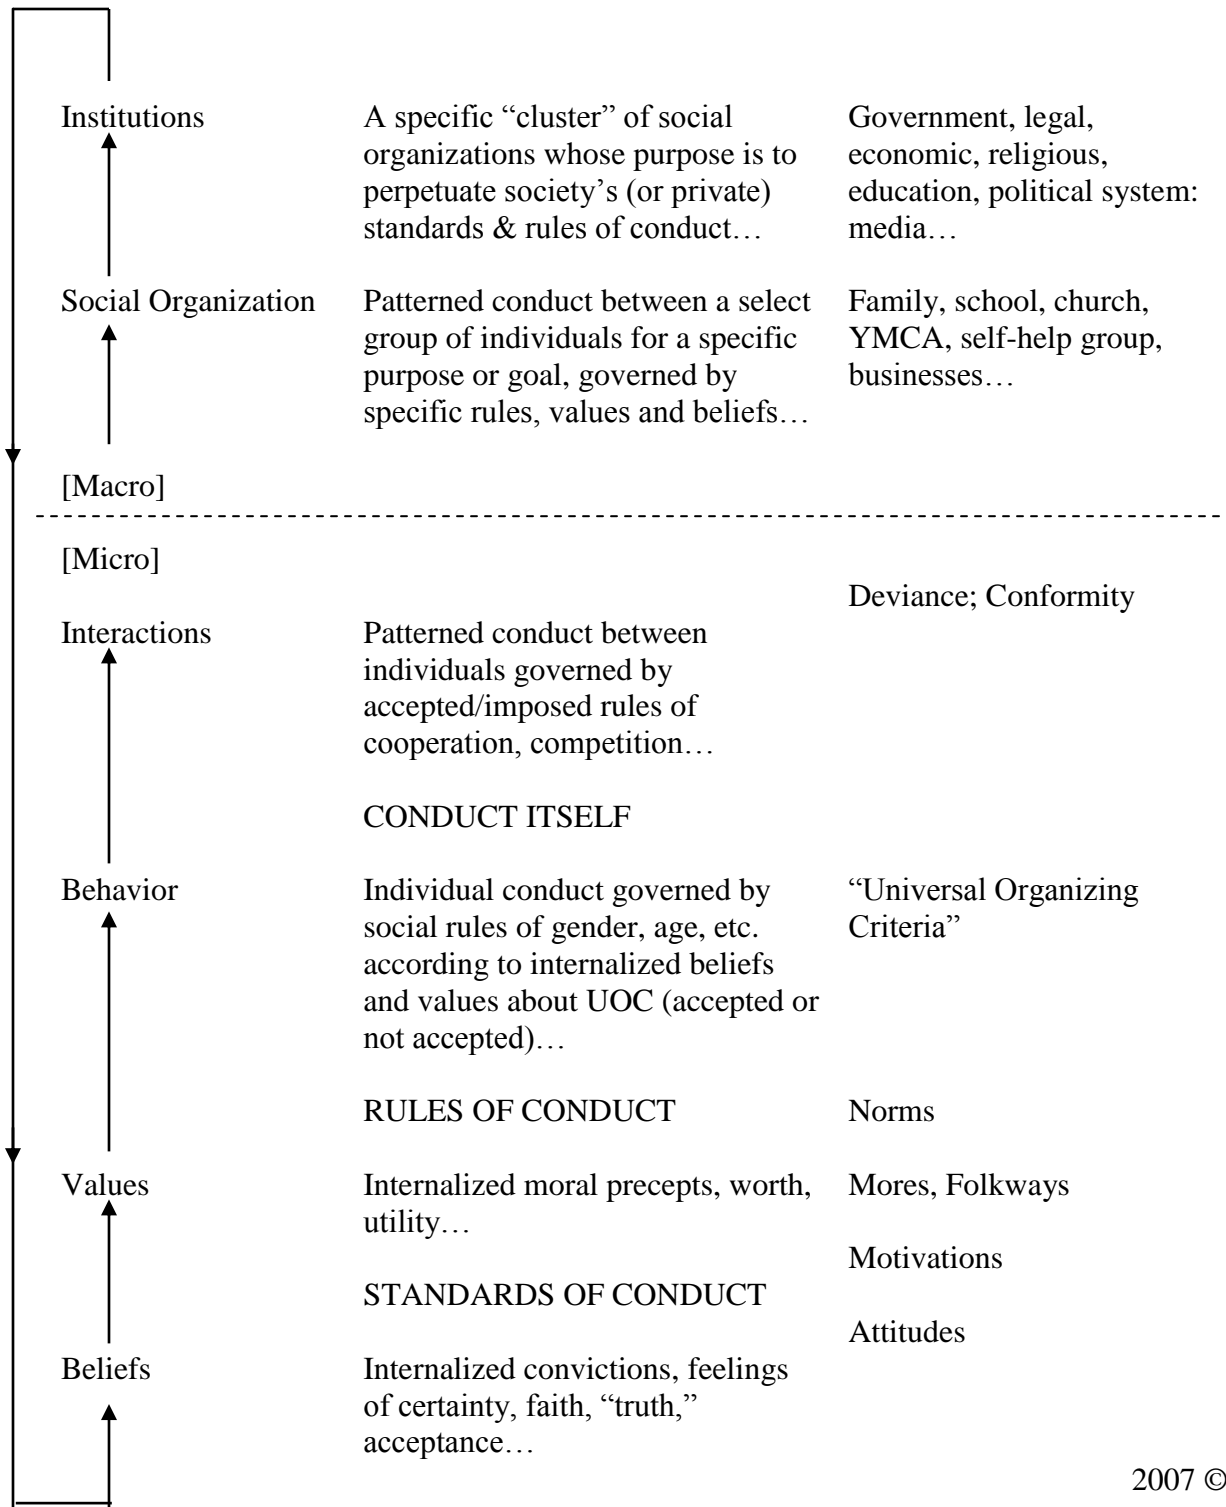 Institutions
A specific “cluster” of social
organizations whose purpose is to
perpetuate society’s (or private)
standards & rules of conduct…
Government, legal,
economic, religious,
education, political system:
media…
Social Organization
Patterned conduct between a select
group of individuals for a specific
purpose or goal, governed by
specific rules, values and beliefs…
Family, school, church,
YMCA, self-help group,
businesses…
[Macro]
[Micro]
Deviance; Conformity
Interactions
Patterned conduct between
individuals governed by
accepted/imposed rules of
cooperation, competition…
CONDUCT ITSELF
Behavior
Individual conduct governed by
social rules of gender, age, etc.
according to internalized beliefs
and values about UOC (accepted or
not accepted)…
“Universal Organizing
Criteria”
RULES OF CONDUCT
Norms
Values
Internalized moral precepts, worth,
utility…
Mores, Folkways
Motivations
STANDARDS OF CONDUCT
Attitudes
Beliefs
Internalized convictions, feelings
of certainty, faith, “truth,”
acceptance…
2007 ©